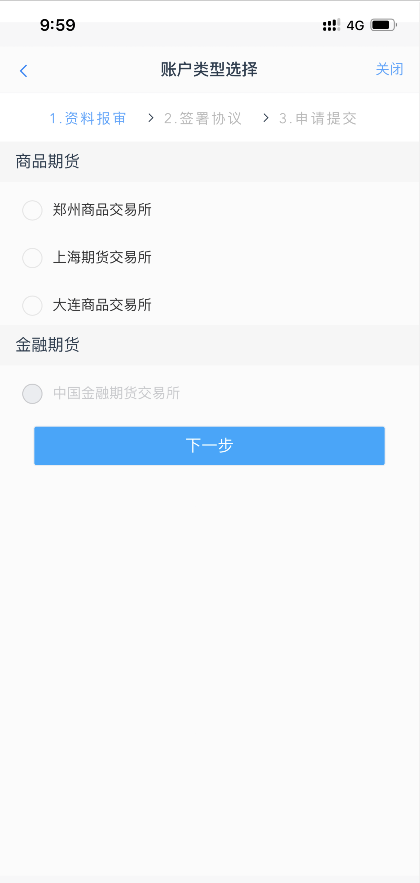 9:59 4G
账户类型选择 关闭
1.资料报审 > 2.签署协议 > 3.申请提交
商品期货
郑州商品交易所
上海期货交易所
大连商品交易所
金融期货
中国金融期货交易所
下一步